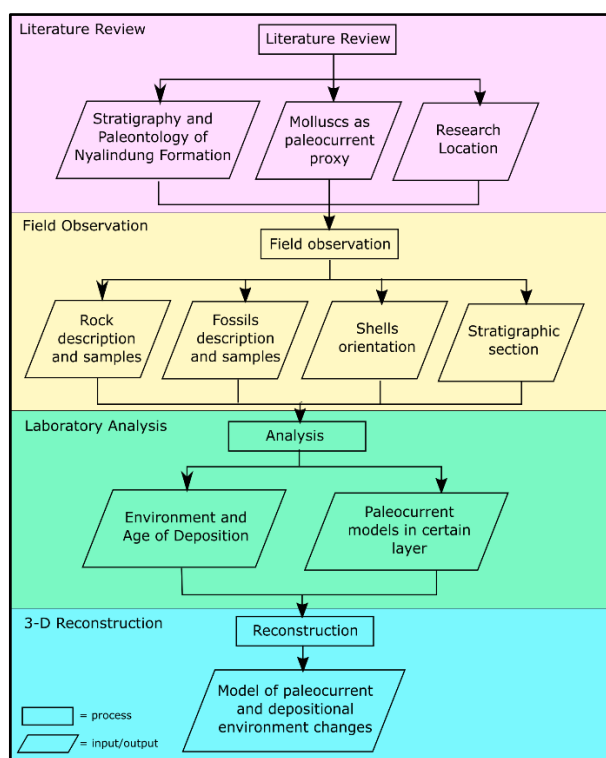 Literature Review
Literature Review
Stratigraphy and
Paleontology of
Nyalindung Formation
Molluscs as
paleocurrent
proxy
Research
Location
Field Observation
Field observation
Rock
description
and samples
Fossils
description
and samples
Shells
orientation
Stratigraphic
section
Laboratory Analysis
Analysis
Environment and
Age of Deposition
Paleocurrent
models in certain
layer
3-D Reconstruction
Reconstruction
Model of paleocurrent
and depositional
environment changes
= process
= input/output